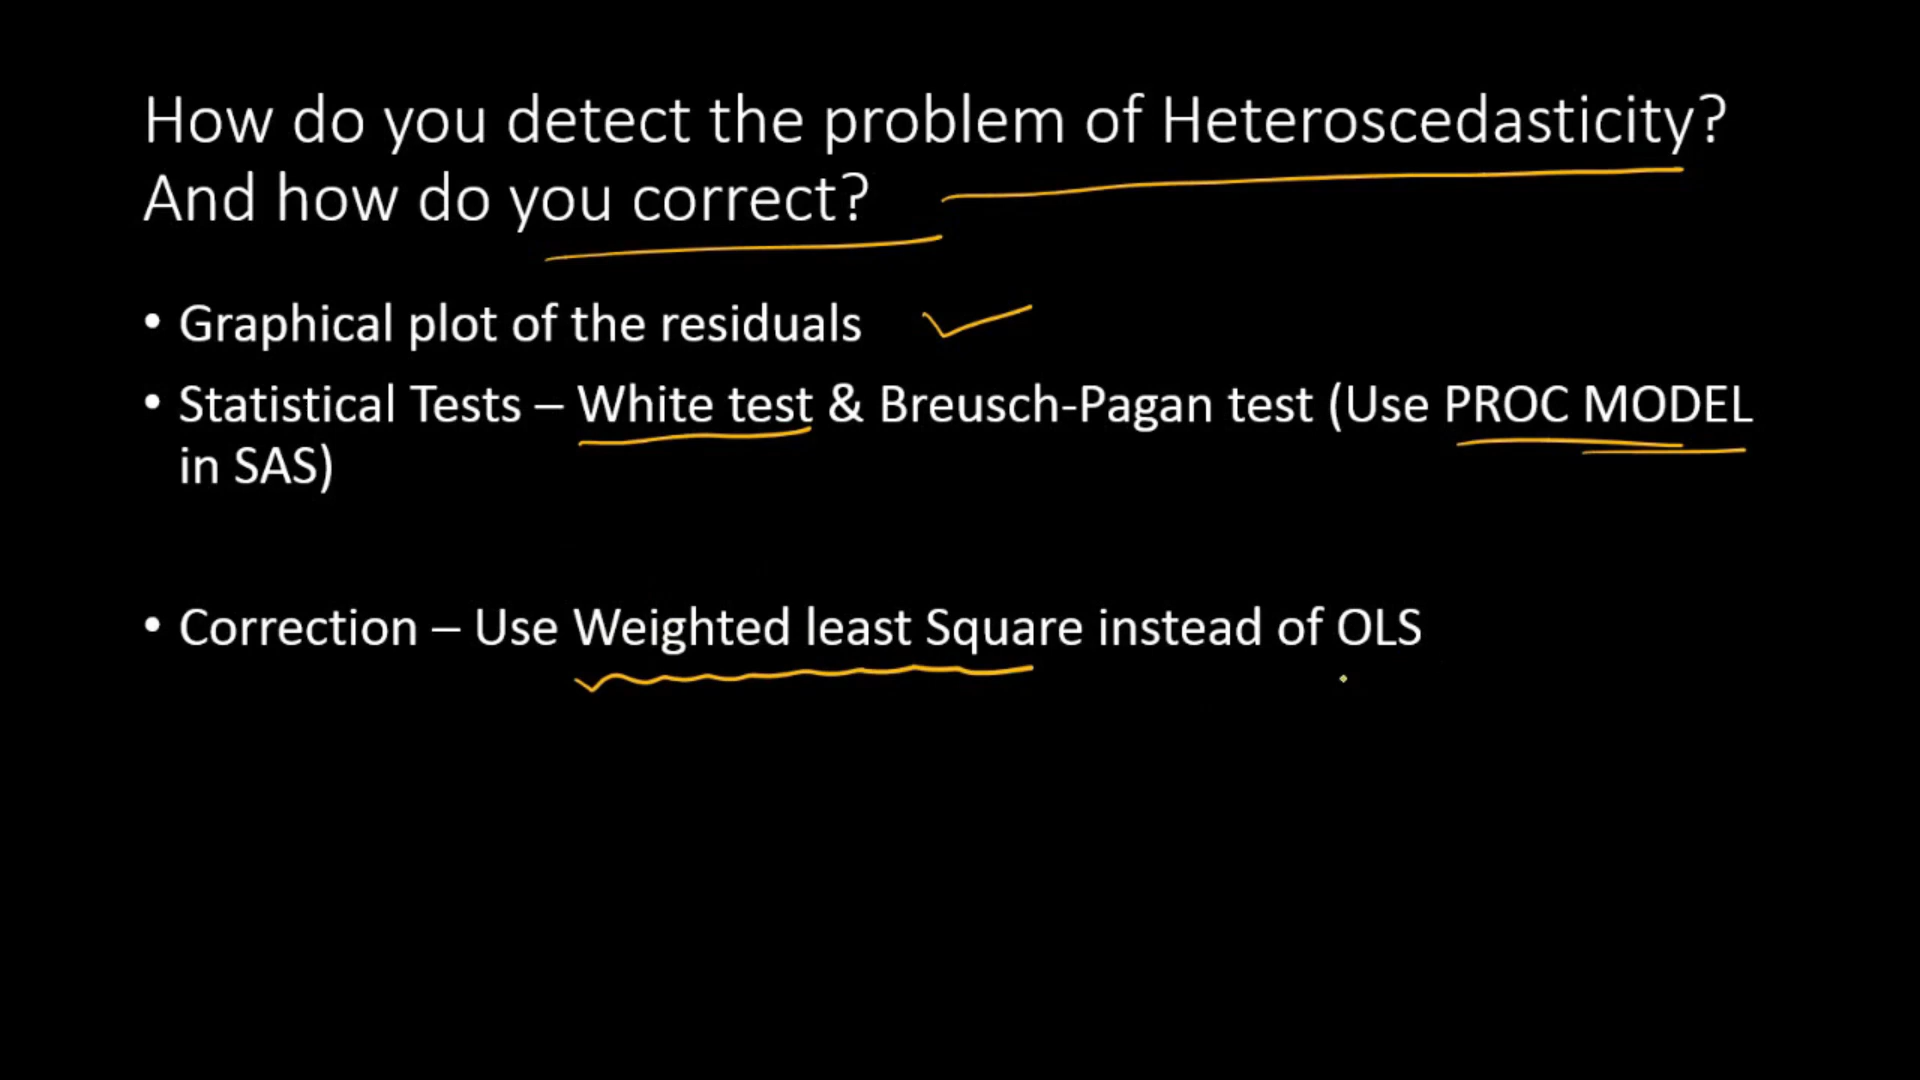 How do you detect the problem of Heteroscedasticity?
And how do you correct?
• Graphical plot of the residuals
• Statistical Tests – White test & Breusch-Pagan test (Use PROC MODEL
in SAS)
• Correction – Use Weighted least Square instead of OLS